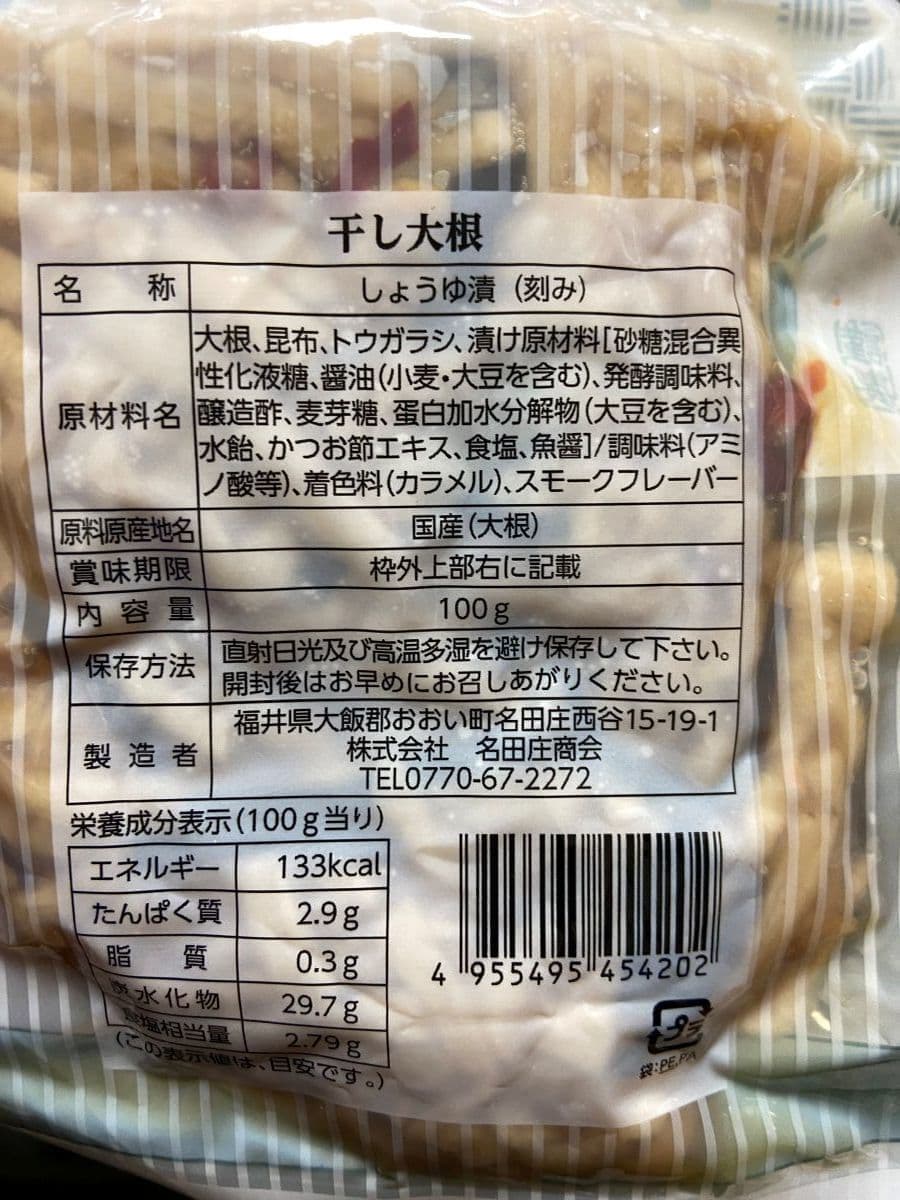 干し大根
名称 しょうゆ漬（刻み）
原材料名 大根、昆布、トウガラシ、漬け原材料[砂糖混合異
性化液糖、醤油（小麦・大豆を含む）、発酵調味料、
醸造酢、麦芽糖、蛋白加水分解物（大豆を含む）、
水飴、かつお節エキス、食塩、魚醤]/調味料（アミ
ノ酸等）、着色料（カラメル）、スモークフレーバー
原料原産地名 国産（大根）
賞味期限 枠外上部右に記載
内容量 100g
保存方法 直射日光及び高温多湿を避け保存して下さい。
開封後はお早めにお召しあがりください。
製造者 福井県大飯郡おおい町名田庄西谷15-19-1
株式会社 名田庄商会
TEL0770-67-2272
栄養成分表示（100g当り）
エネルギー 133kcal
たんぱく質 2.9g
脂質 0.3g
炭水化物 29.7g
食塩相当量 2.79g
（この表示値は、目安です。）
4 955495 454202
プラ
袋:PE,PA